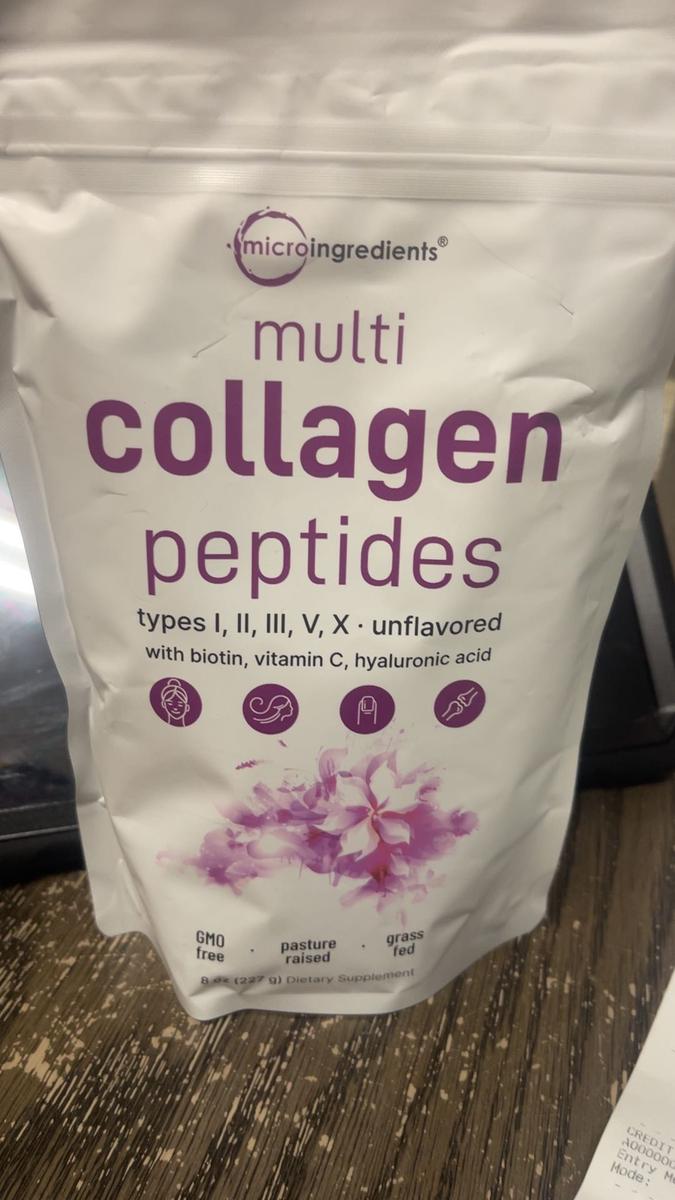 microingredients®
multi
collagen
peptides
types I, II, III, V, X · unflavored
with biotin, vitamin C, hyaluronic acid
GMO free · pasture raised · grass fed
8 oz (227 g) Dietary Supplement
CREDIT
Entry
Mode: